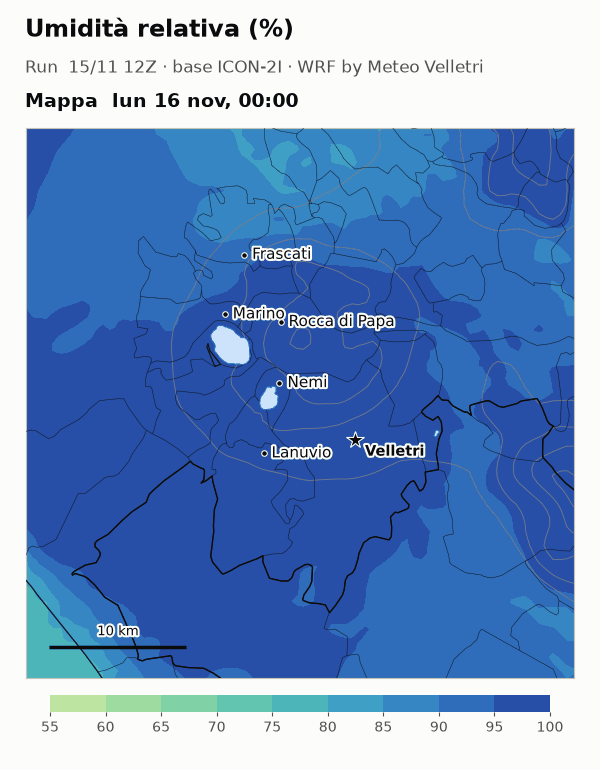 Umidità relativa (%)
Run  15/11 12Z · base ICON-2I · WRF by Meteo Velletri
Mappa  lun 16 nov, 00:00
Frascati
Marino
Rocca di Papa
Nemi
Velletri
Lanuvio
10 km
55 60 65 70 75 80 85 90 95 100